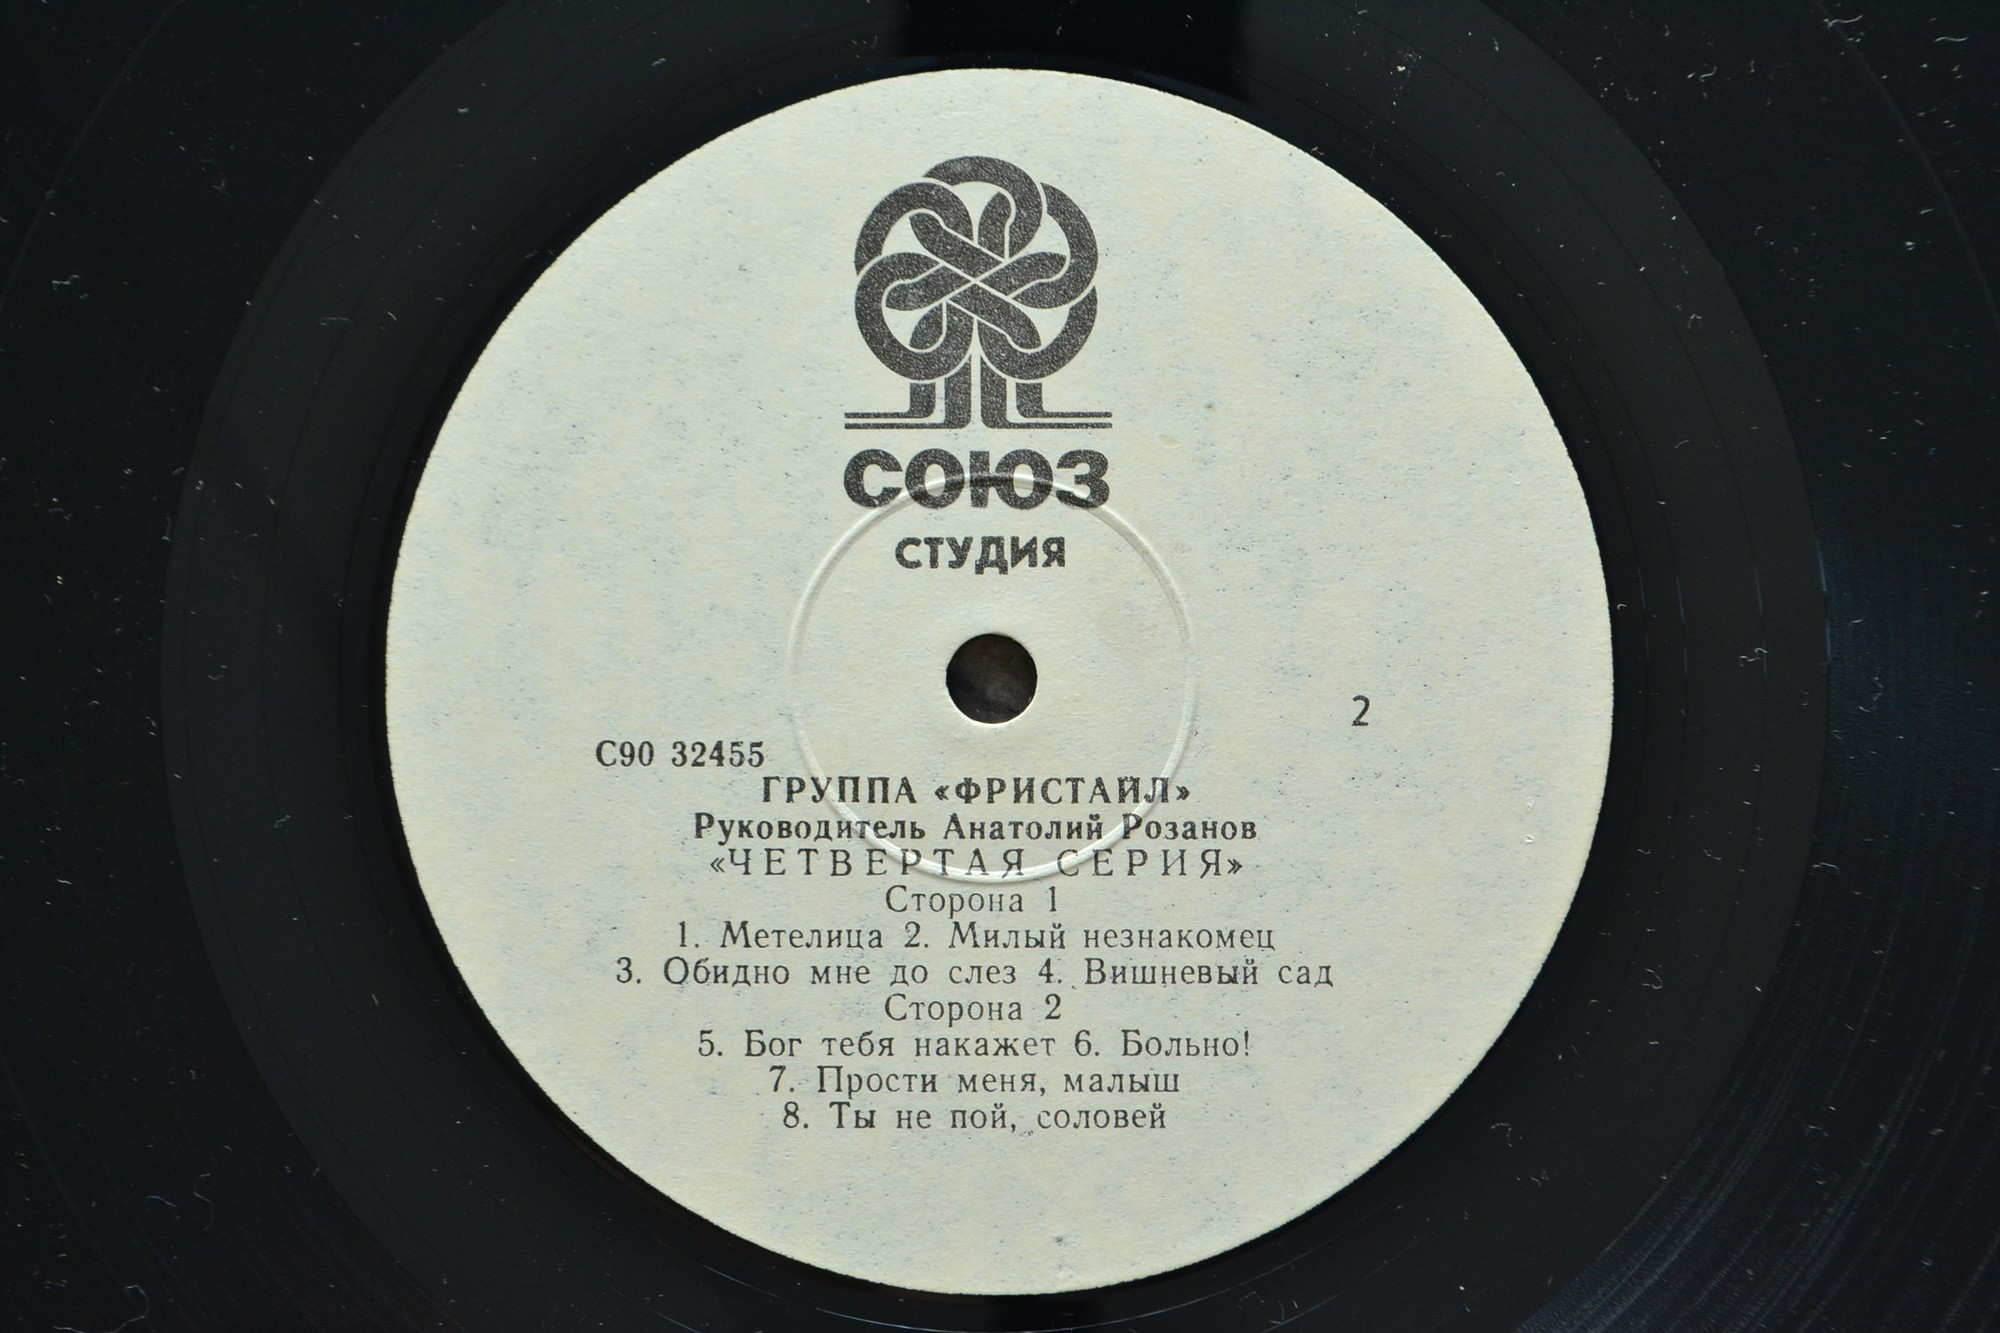 СОЮЗ
СТУДИЯ
2
С90 32455
ГРУППА «ФРИСТАЙЛ»
Руководитель Анатолий Розанов
«ЧЕТВЕРТАЯ СЕРИЯ»
Сторона 1
1. Метелица 2. Милый незнакомец
3. Обидно мне до слез 4. Вишневый сад
Сторона 2
5. Бог тебя накажет 6. Больно!
7. Прости меня, малыш
8. Ты не пой, соловей